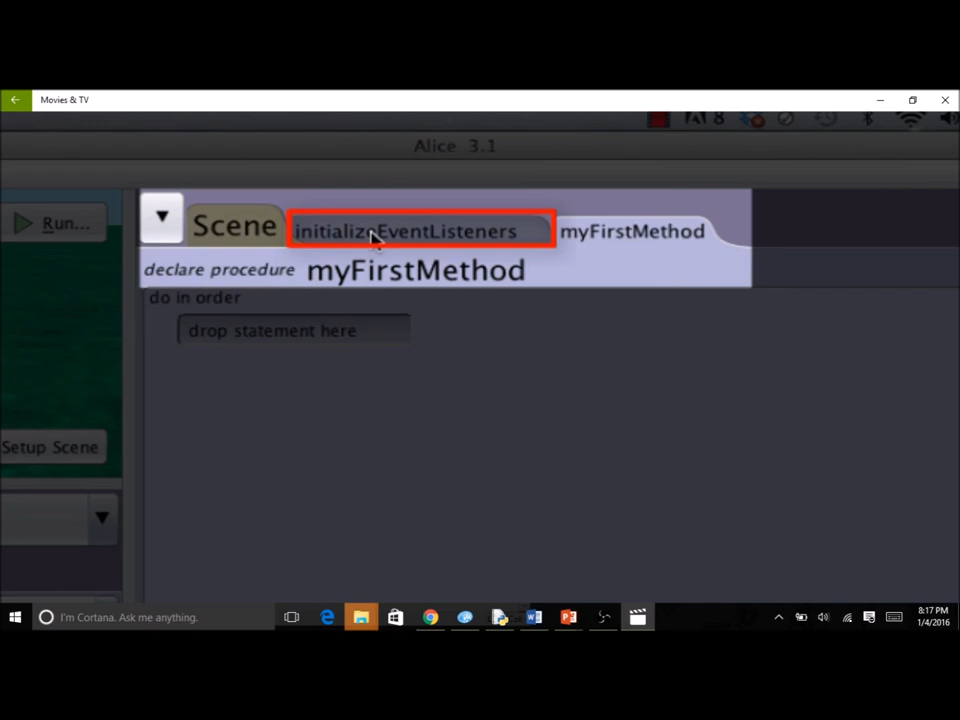 Movies & TV
8
Alice 3.1
Run...
Scene
initializeEventListeners
myFirstMethod
declare procedure myFirstMethod
do in order
drop statement here
Setup Scene
I'm Cortana. Ask me anything.
8:17 PM
1/4/2016